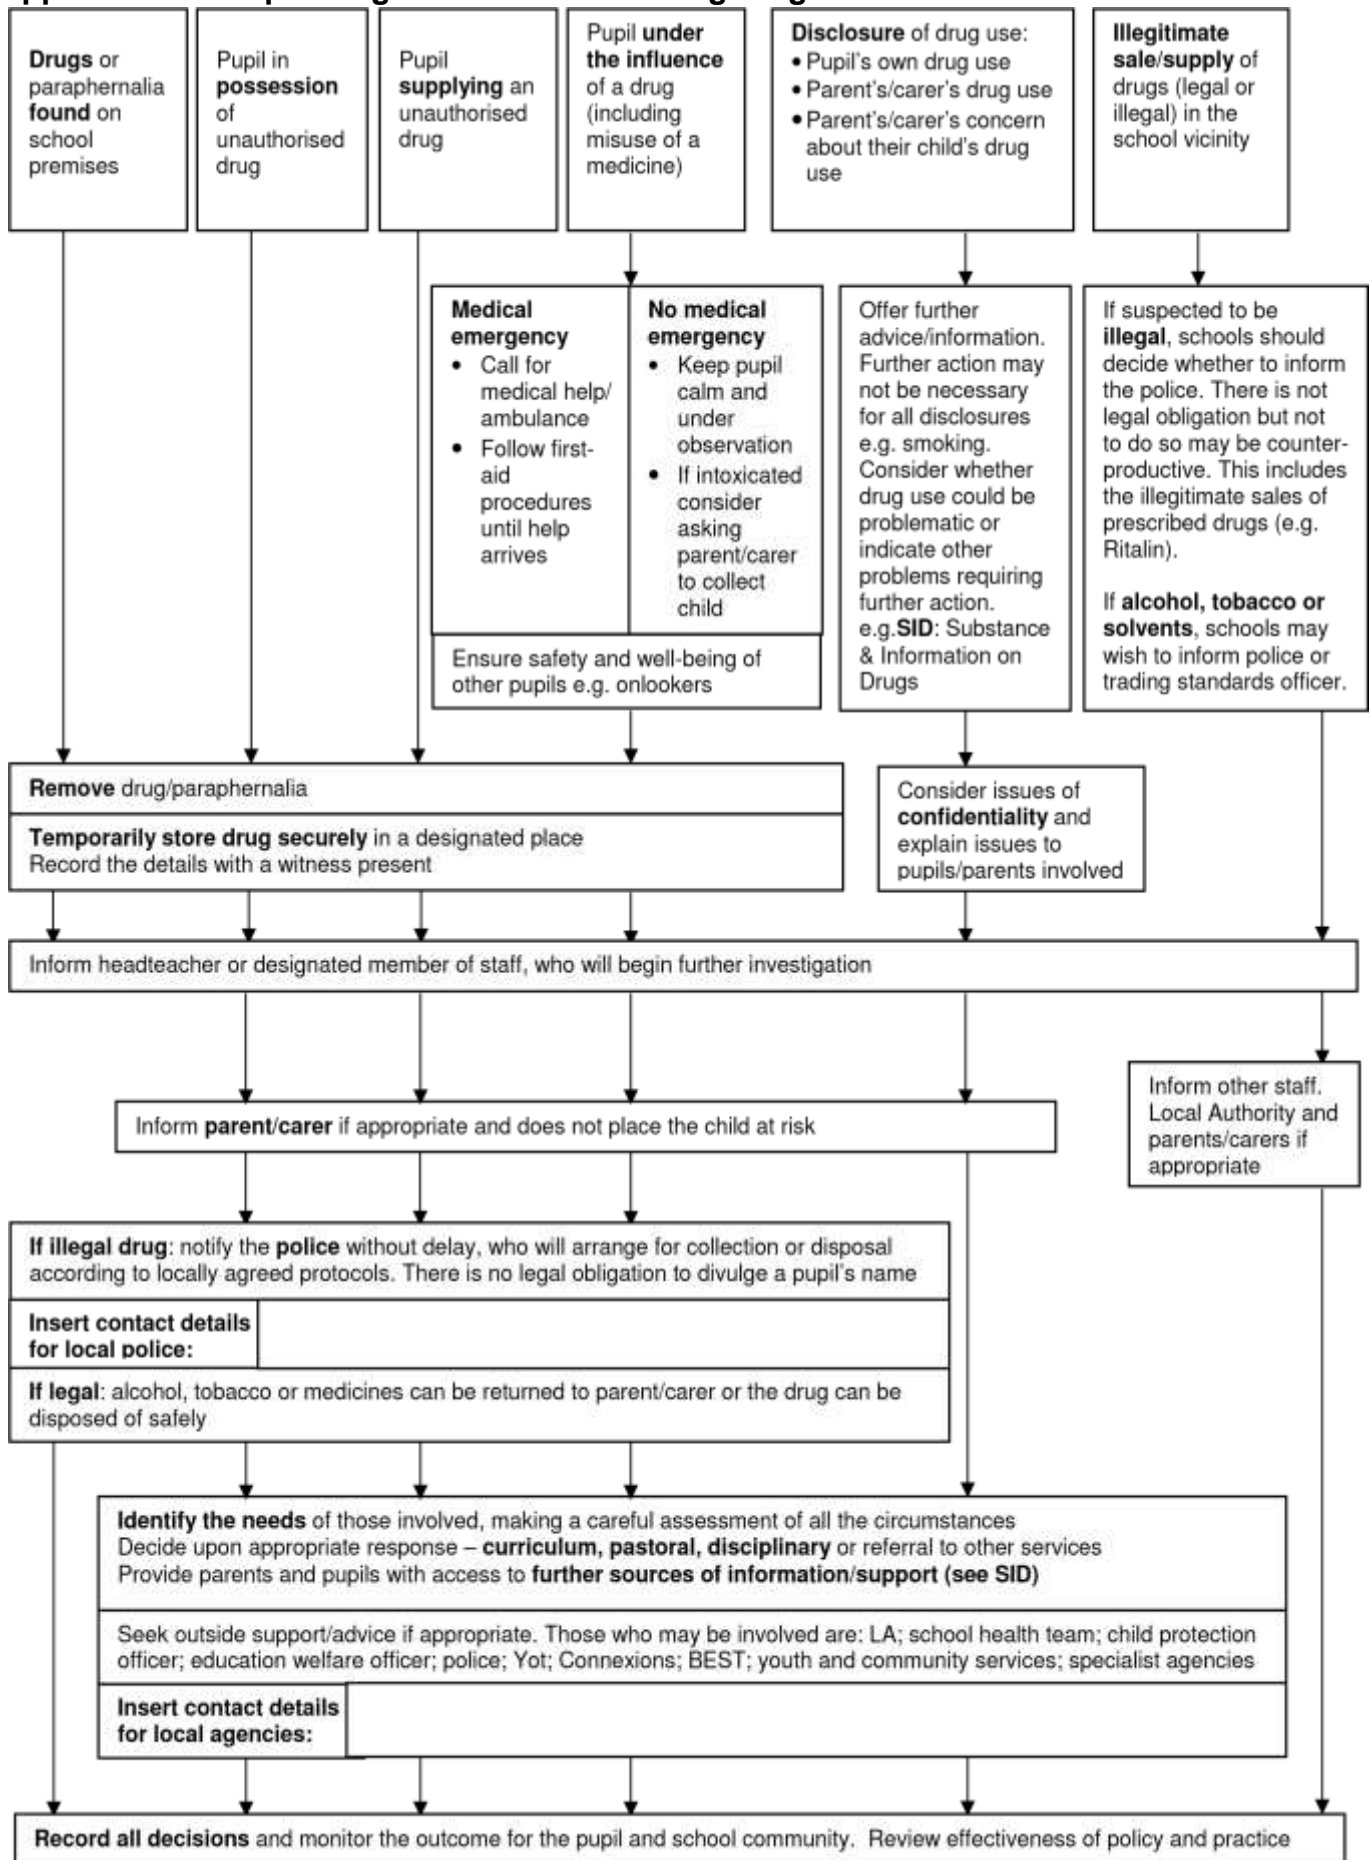 Drugs or
paraphernalia
found on
school
premises
Pupil in
possession
of
unauthorised
drug
Pupil
supplying an
unauthorised
drug
Pupil under
the influence
of a drug
(including
misuse of a
medicine)
Disclosure of drug use:
• Pupil's own drug use
• Parent's/carer's drug use
• Parent's/carer's concern
about their child's drug
use
Illegitimate
sale/supply of
drugs (legal or
illegal) in the
school vicinity
Medical
emergency
• Call for
medical help/
ambulance
• Follow first-
aid
procedures
until help
arrives
No medical
emergency
• Keep pupil
calm and
under
observation
• If intoxicated
consider
asking
parent/carer
to collect
child
Ensure safety and well-being of
other pupils e.g. onlookers
Offer further
advice/information.
Further action may
not be necessary
for all disclosures
e.g. smoking.
Consider whether
drug use could be
problematic or
indicate other
problems requiring
further action.
e.g.SID: Substance
& Information on
Drugs
If suspected to be
illegal, schools should
decide whether to inform
the police. There is not
legal obligation but not
to do so may be counter-
productive. This includes
the illegitimate sales of
prescribed drugs (e.g.
Ritalin).
If alcohol, tobacco or
solvents, schools may
wish to inform police or
trading standards officer.
Remove drug/paraphernalia
Temporarily store drug securely in a designated place
Record the details with a witness present
Consider issues of
confidentiality and
explain issues to
pupils/parents involved
Inform headteacher or designated member of staff, who will begin further investigation
Inform parent/carer if appropriate and does not place the child at risk
Inform other staff.
Local Authority and
parents/carers if
appropriate
If illegal drug: notify the police without delay, who will arrange for collection or disposal
according to locally agreed protocols. There is no legal obligation to divulge a pupil's name
Insert contact details
for local police:
If legal: alcohol, tobacco or medicines can be returned to parent/carer or the drug can be
disposed of safely
Identify the needs of those involved, making a careful assessment of all the circumstances
Decide upon appropriate response – curriculum, pastoral, disciplinary or referral to other services
Provide parents and pupils with access to further sources of information/support (see SID)
Seek outside support/advice if appropriate. Those who may be involved are: LA; school health team; child protection
officer; education welfare officer; police; Yot; Connexions; BEST; youth and community services; specialist agencies
Insert contact details
for local agencies:
Record all decisions and monitor the outcome for the pupil and school community. Review effectiveness of policy and practice